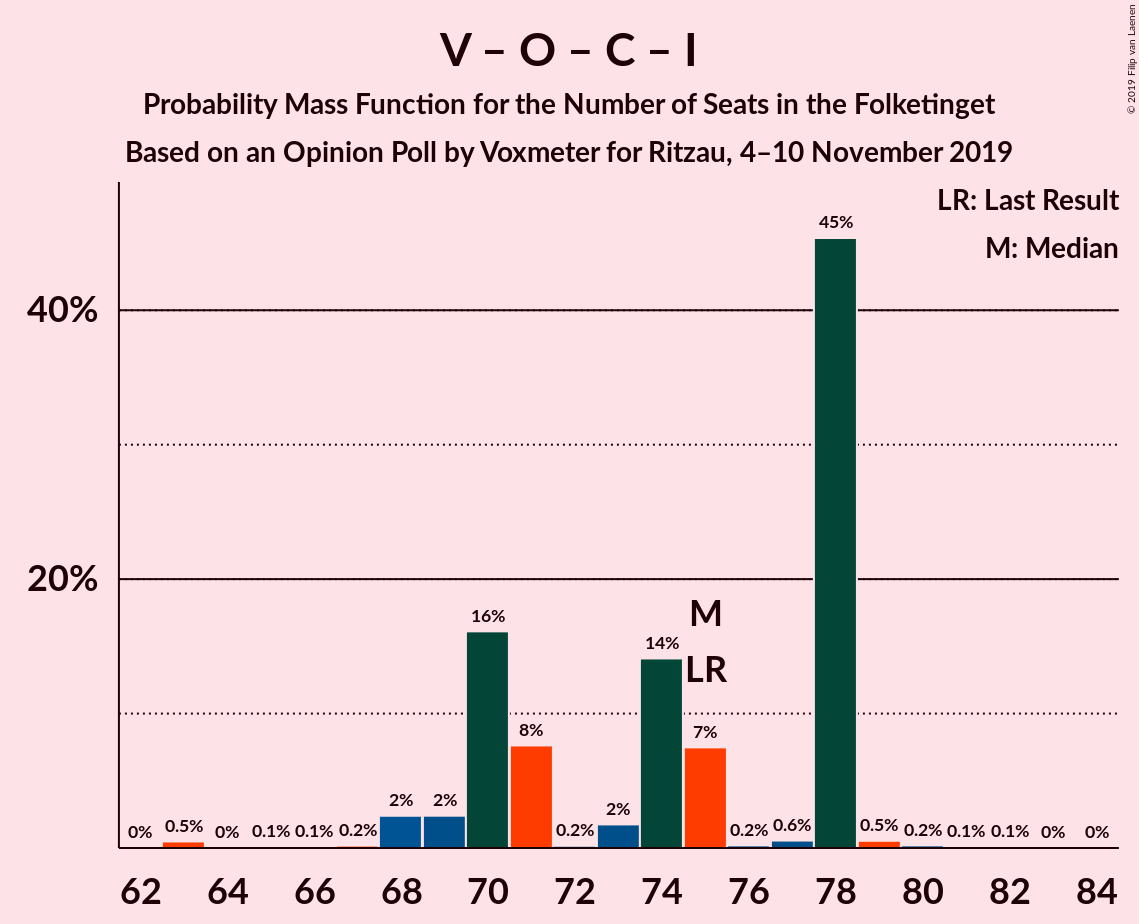 V – O – C – I
Probability Mass Function for the Number of Seats in the Folketinget
Based on an Opinion Poll by Voxmeter for Ritzau, 4–10 November 2019
© 2019 Filip van Laenen
LR: Last Result
M: Median
40%
20%
0%
0.5%
0%
0.1%
0.1%
0.2%
2%
2%
16%
8%
0.2%
2%
14%
M
LR
7%
0.2%
0.6%
45%
0.5%
0.2%
0.1%
0.1%
0%
0%
62 64 66 68 70 72 74 76 78 80 82 84